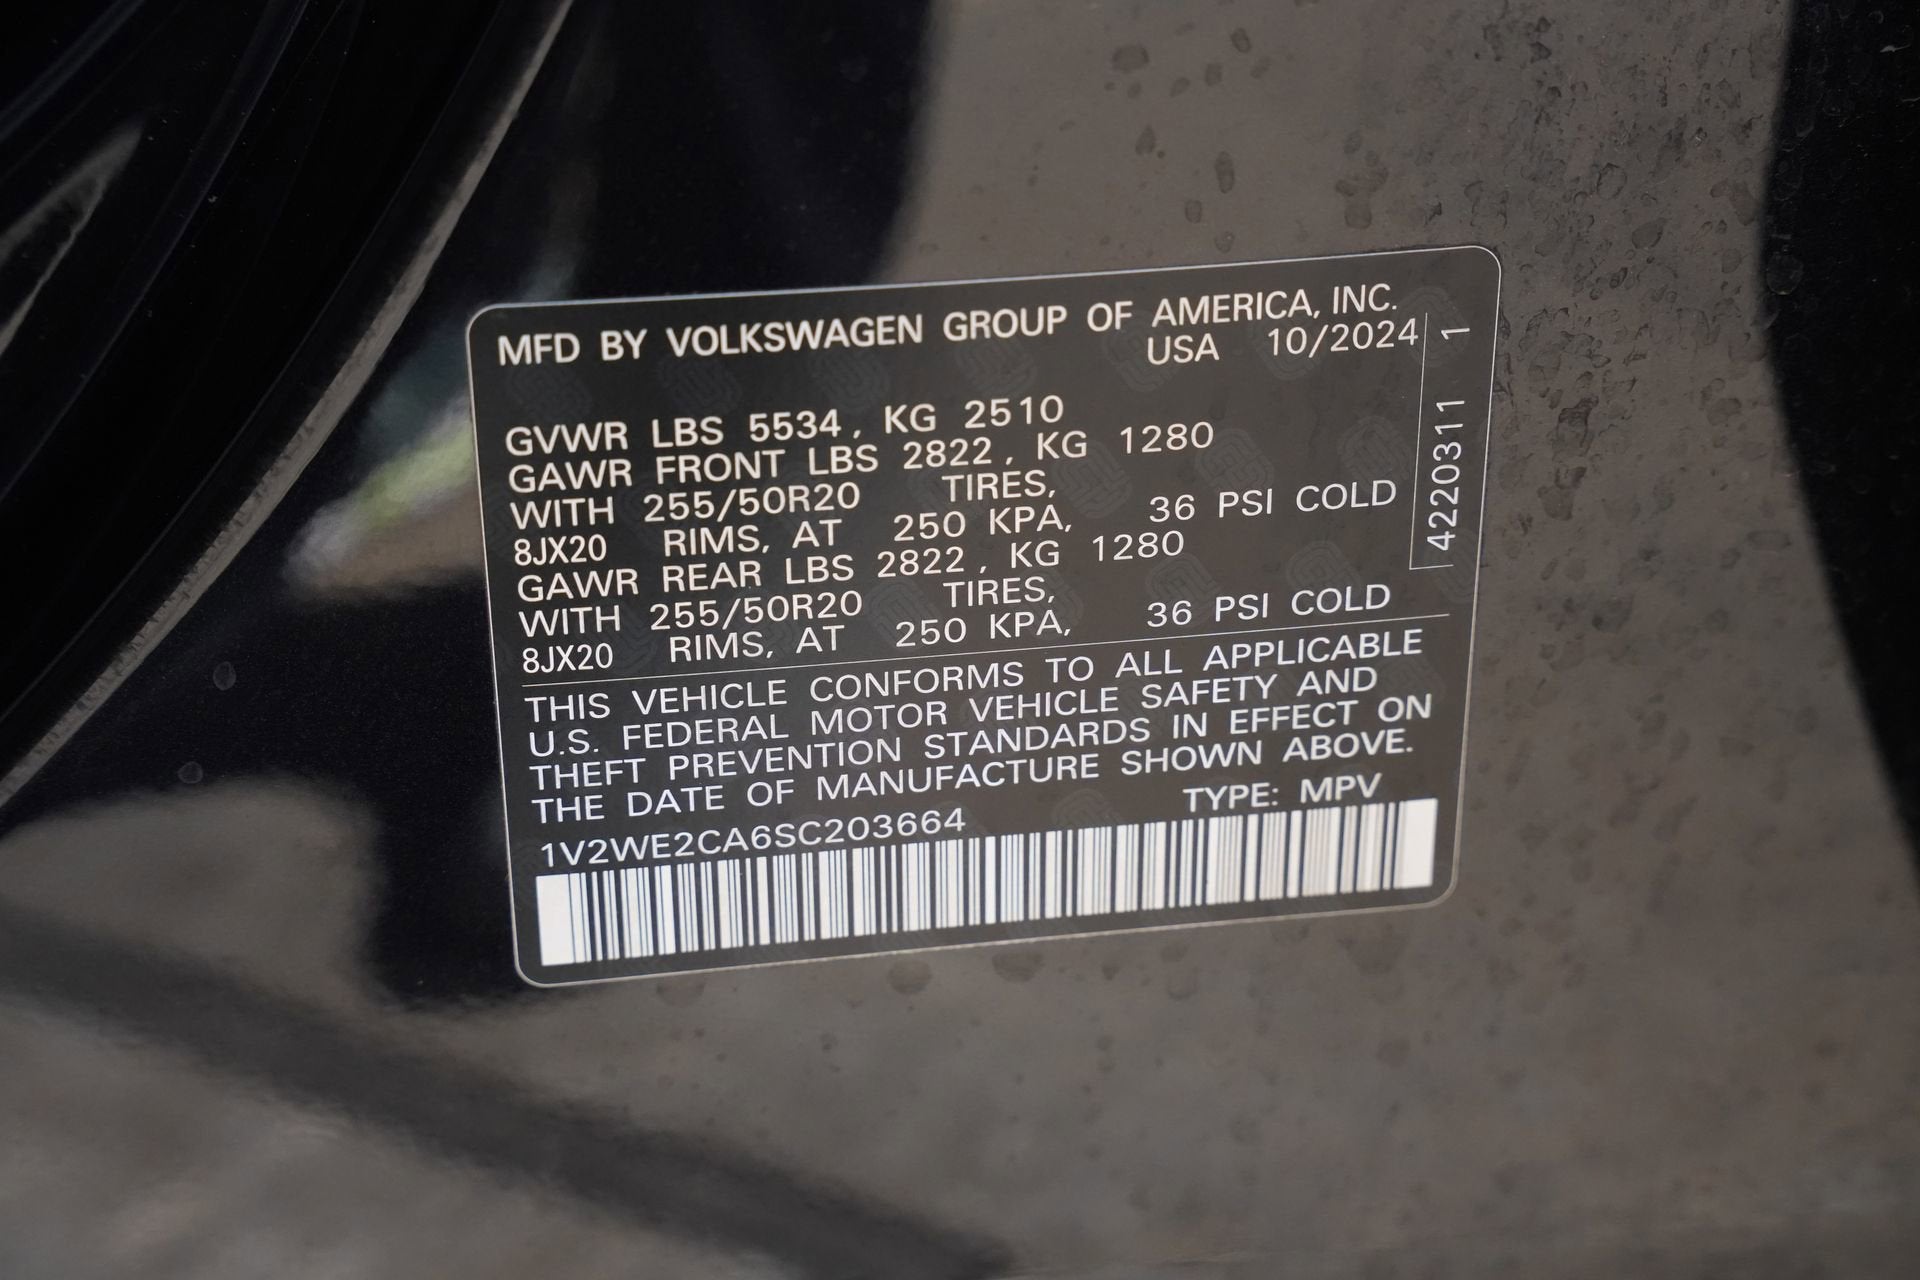 MFD BY VOLKSWAGEN GROUP OF AMERICA, INC.
USA 10/2024
GVWR LBS 5534, KG 2510
GAWR FRONT LBS 2822, KG 1280
WITH 255/50R20 TIRES,
8JX20 RIMS, AT 250 KPA, 36 PSI COLD
GAWR REAR LBS 2822, KG 1280
WITH 255/50R20 TIRES,
8JX20 RIMS, AT 250 KPA, 36 PSI COLD
THIS VEHICLE CONFORMS TO ALL APPLICABLE
U.S. FEDERAL MOTOR VEHICLE SAFETY AND
THEFT PREVENTION STANDARDS IN EFFECT ON
THE DATE OF MANUFACTURE SHOWN ABOVE.
1V2WE2CA6SC203664 TYPE: MPV
4220311 1